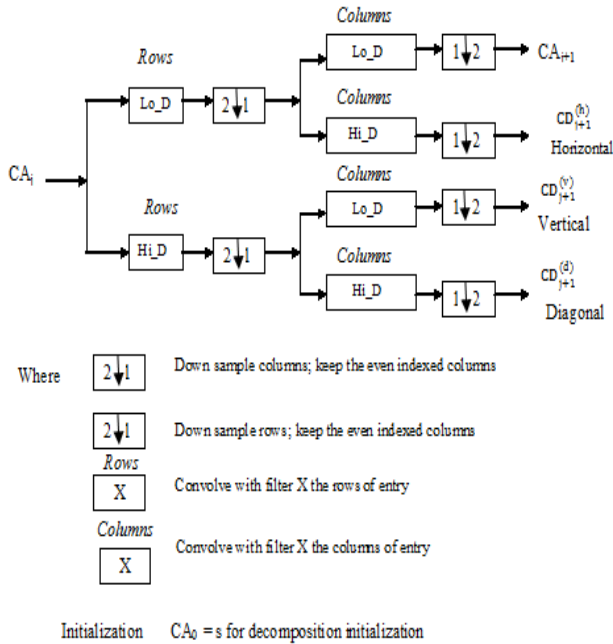 Columns
Rows
Lo_D
1 2
CA i+1
Lo_D
2 1
Columns
CD (h) j+1
Hi_D
1 2
Horizontal
CA i
Columns
Rows
CD (v) j+1
Lo_D
1 2
Vertical
Hi_D
2 1
Columns
CD (d) j+1
Hi_D
1 2
Diagonal
Where
2 1
Down sample columns; keep the even indexed columns
2 1
Down sample rows; keep the even indexed columns
Rows
X
Convolve with filter X the rows of entry
Columns
X
Convolve with filter X the columns of entry
Initialization CA0 = s for decomposition initialization